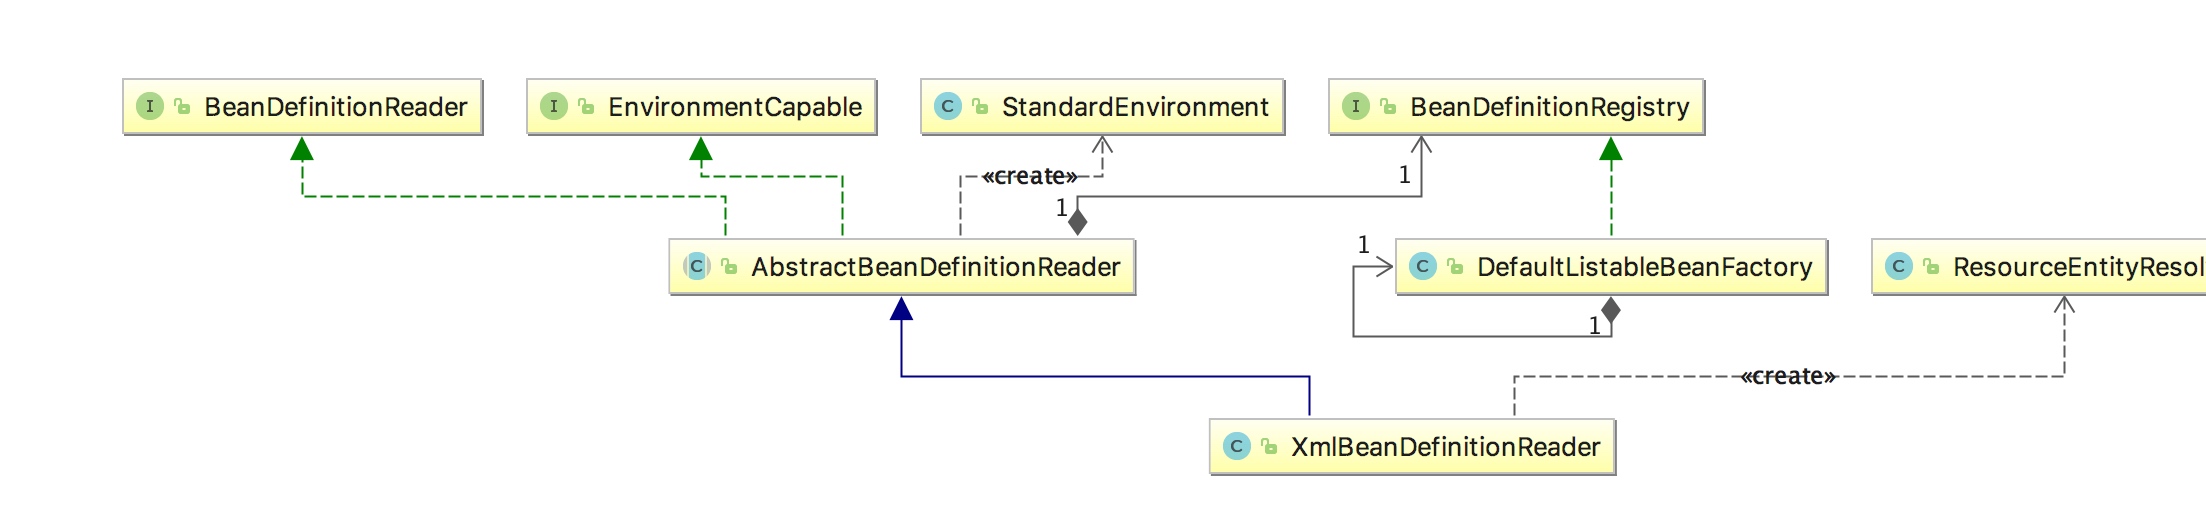 I BeanDefinitionReader
I EnvironmentCapable
C StandardEnvironment
I BeanDefinitionRegistry
«create»
1
1
C AbstractBeanDefinitionReader
1
C DefaultListableBeanFactory
C ResourceEntityResol
1
«create»
C XmlBeanDefinitionReader